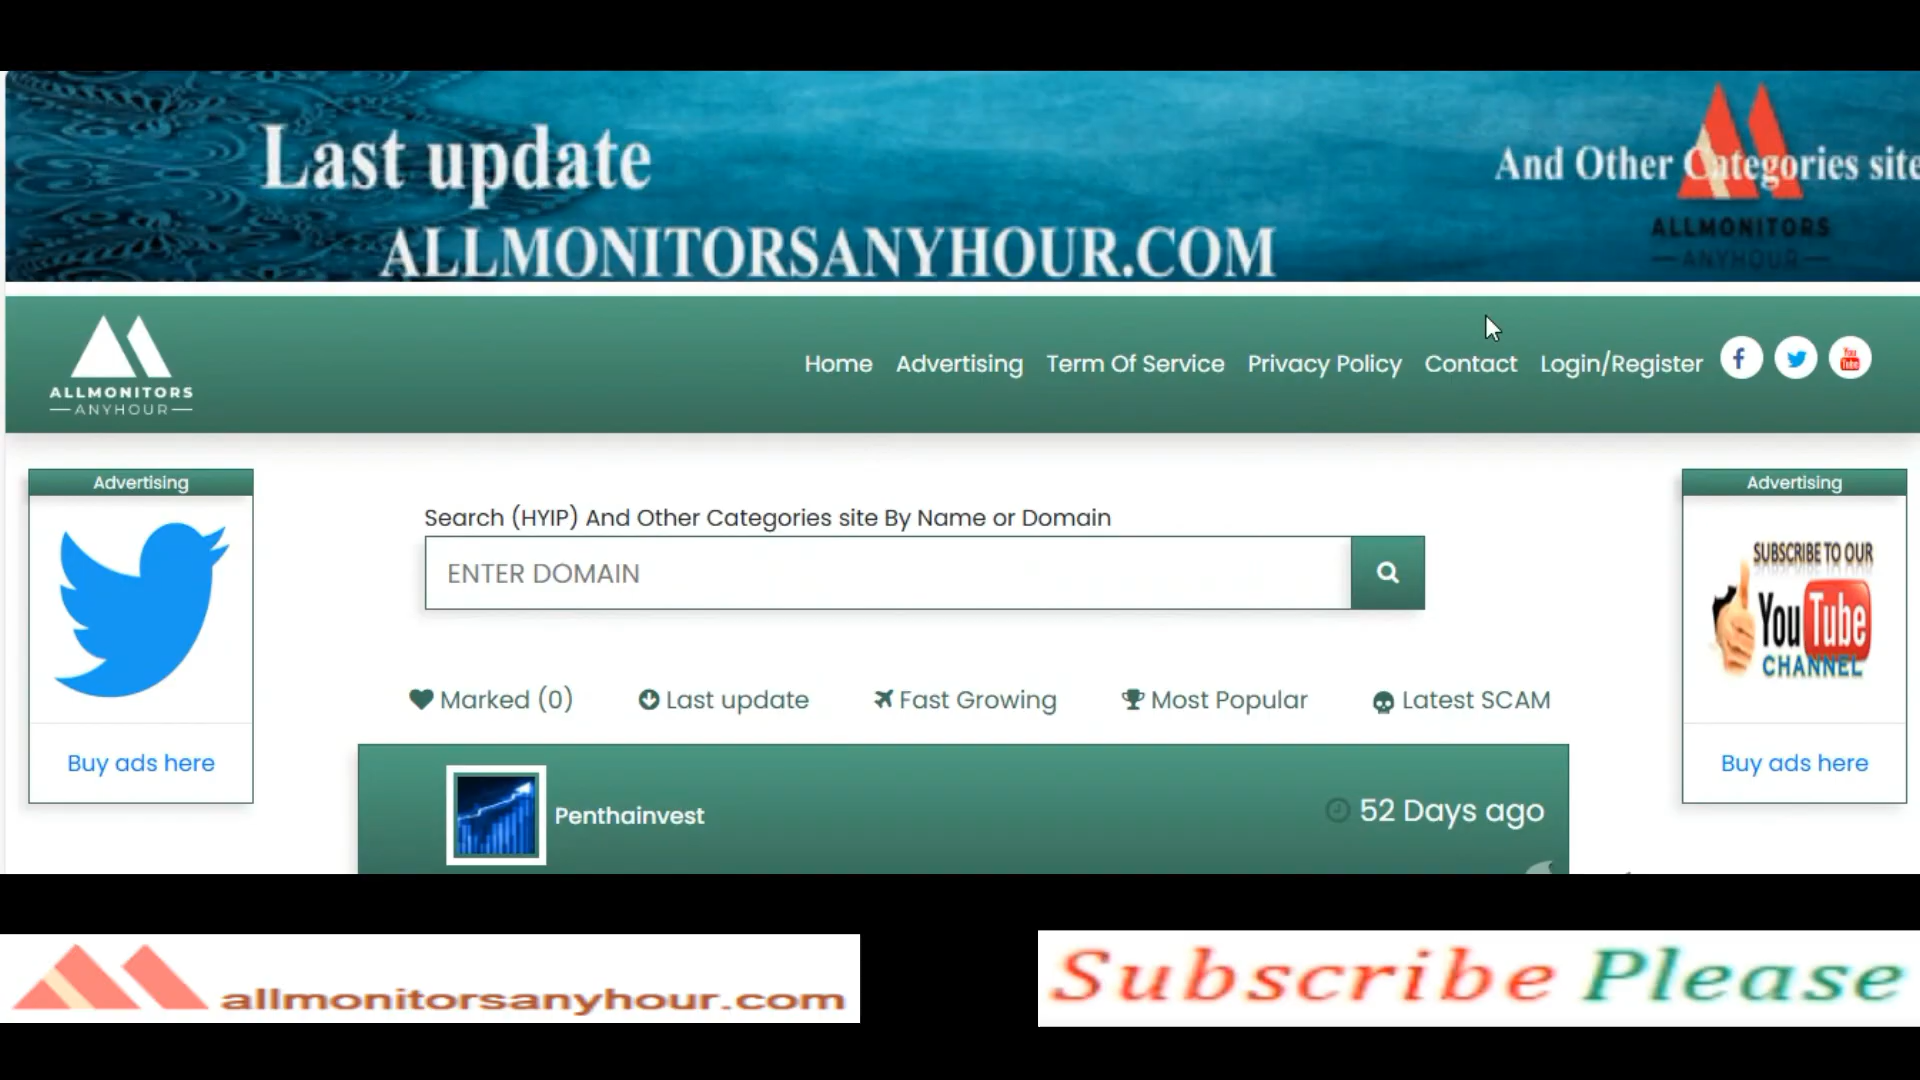 Last update
And Other Categories site
ALLMONITORSANYHOUR.COM
ALLMONITORS
ANYHOUR
ALLMONITORS
ANYHOUR
Home Advertising Term Of Service Privacy Policy Contact Login/Register
You Tube
Advertising
Advertising
Search (HYIP) And Other Categories site By Name or Domain
ENTER DOMAIN
SUBSCRIBE TO OUR
YouTube
CHANNEL
Marked (0) Last update Fast Growing Most Popular Latest SCAM
Buy ads here
Buy ads here
Penthainvest
52 Days ago
allmonitorsanyhour.com
Subscribe Please